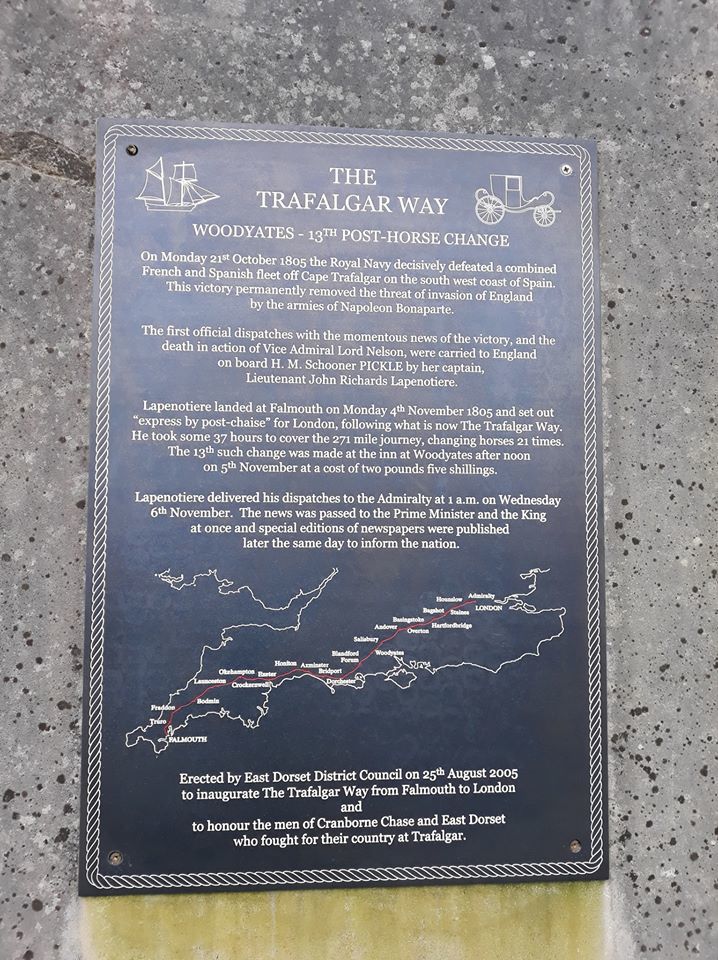 THE
TRAFALGAR WAY
WOODYATES - 13TH POST-HORSE CHANGE
On Monday 21st October 1805 the Royal Navy decisively defeated a combined
French and Spanish fleet off Cape Trafalgar on the south west coast of Spain.
This victory permanently removed the threat of invasion of England
by the armies of Napoleon Bonaparte.
The first official dispatches with the momentous news of the victory, and the
death in action of Vice Admiral Lord Nelson, were carried to England
on board H. M. Schooner PICKLE by her captain,
Lieutenant John Richards Lapenotiere.
Lapenotiere landed at Falmouth on Monday 4th November 1805 and set out
“express by post-chaise” for London, following what is now The Trafalgar Way.
He took some 37 hours to cover the 271 mile journey, changing horses 21 times.
The 13th such change was made at the inn at Woodyates after noon
on 5th November at a cost of two pounds five shillings.
Lapenotiere delivered his dispatches to the Admiralty at 1 a.m. on Wednesday
6th November. The news was passed to the Prime Minister and the King
at once and special editions of newspapers were published
later the same day to inform the nation.
Hounslow Admiralty
Bagshot Staines LONDON
Basingstoke
Andover Overton Hartfordbridge
Salisbury
Blandford
Forum
Woodyates
Honiton Axminster
Bridport
Dorchester
Okehampton Exeter
Launceston Crockernwell
Bodmin
Fraddon
Truro
FALMOUTH
Erected by East Dorset District Council on 25th August 2005
to inaugurate The Trafalgar Way from Falmouth to London
and
to honour the men of Cranborne Chase and East Dorset
who fought for their country at Trafalgar.